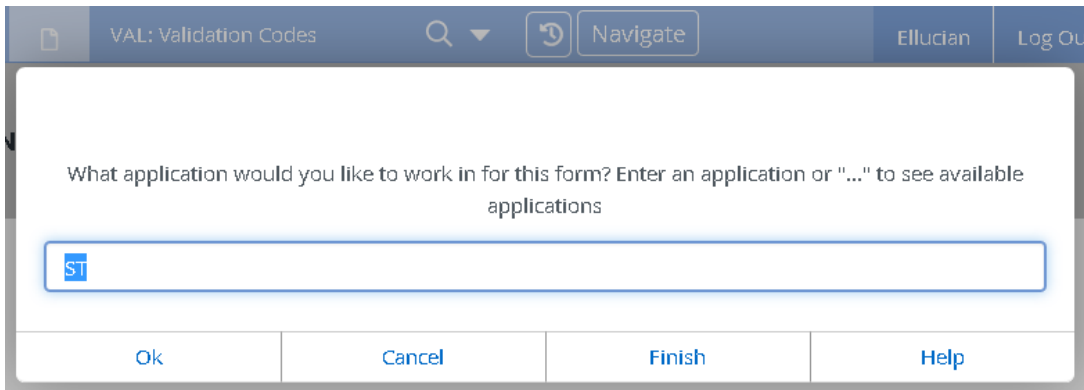 VAL: Validation Codes
Navigate
Ellucian
Log Ou
N
What application would you like to work in for this form? Enter an application or "..." to see available
applications
ST
Ok
Cancel
Finish
Help